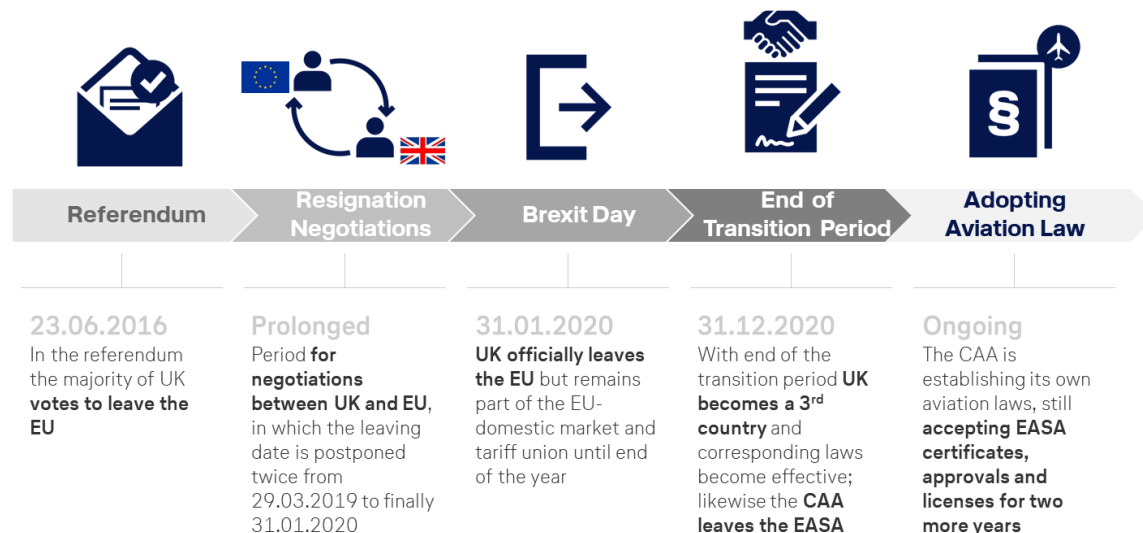 §
Referendum
Resignation
Negotiations
Brexit Day
End of
Transition Period
Adopting
Aviation Law
23.06.2016
In the referendum
the majority of UK
votes to leave the
EU
Prolonged
Period for
negotiations
between UK and EU,
in which the leaving
date is postponed
twice from
29.03.2019 to finally
31.01.2020
31.01.2020
UK officially leaves
the EU but remains
part of the EU-
domestic market and
tariff union until end
of the year
31.12.2020
With end of the
transition period UK
becomes a 3rd
country and
corresponding laws
become effective;
likewise the CAA
leaves the EASA
Ongoing
The CAA is
establishing its own
aviation laws, still
accepting EASA
certificates,
approvals and
licenses for two
more years